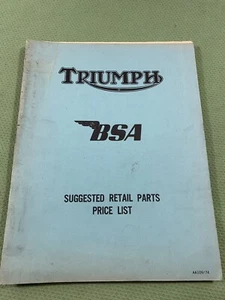 TRIUMPH
BSA
SUGGESTED RETAIL PARTS
PRICE LIST